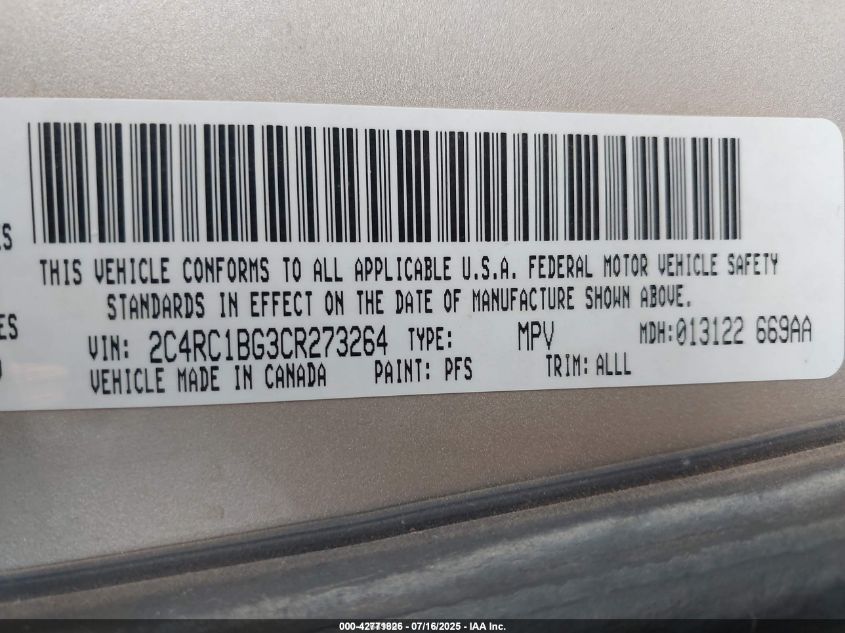 ES
THIS VEHICLE CONFORMS TO ALL APPLICABLE U.S.A. FEDERAL MOTOR VEHICLE SAFETY
STANDARDS IN EFFECT ON THE DATE OF MANUFACTURE SHOWN ABOVE.
ES
VIN: 2C4RC1BG3CR273264 TYPE: MPV MDH:013122 669AA
VEHICLE MADE IN CANADA PAINT: PFS TRIM: ALLL
07/16/2025 - IAA Inc.